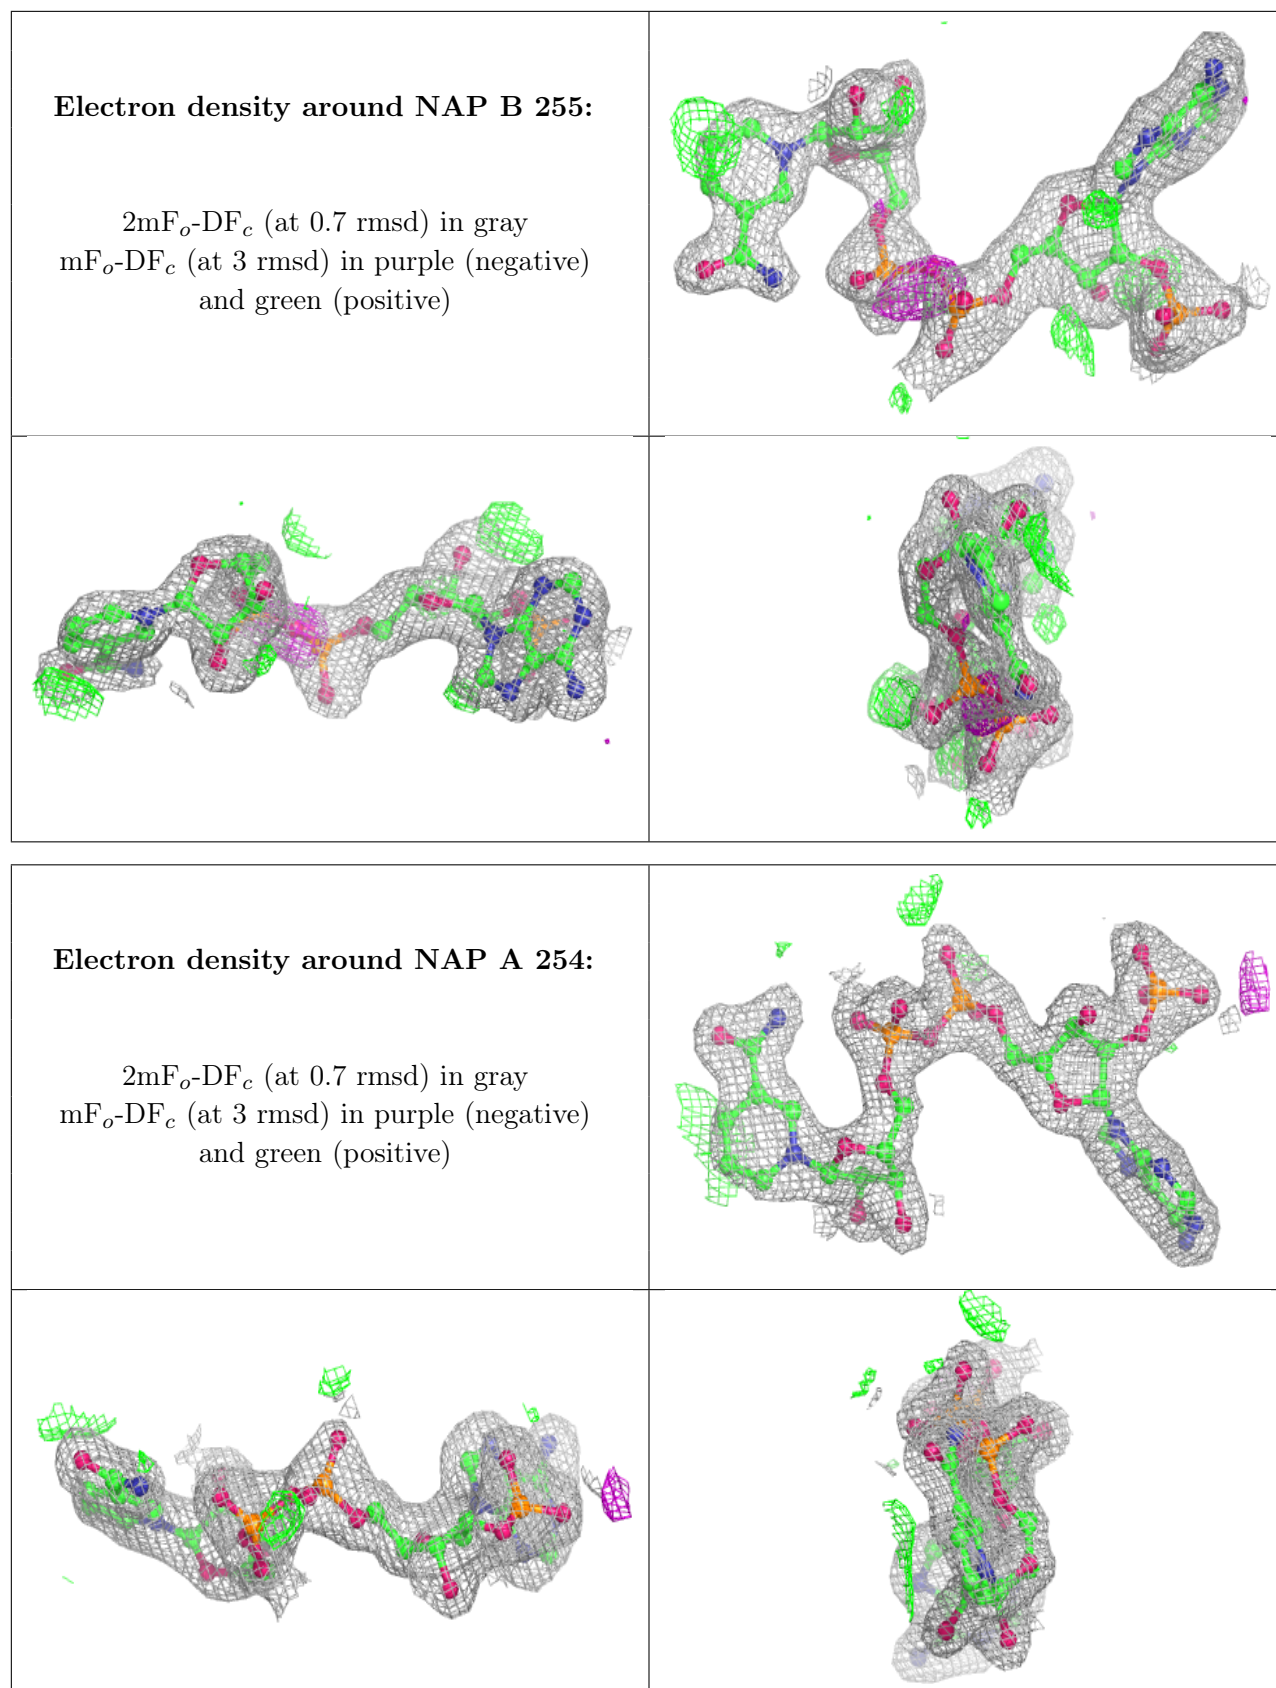 Electron density around NAP B 255:
2mFo-DFc (at 0.7 rmsd) in gray
mFo-DFc (at 3 rmsd) in purple (negative)
and green (positive)
Electron density around NAP A 254:
2mFo-DFc (at 0.7 rmsd) in gray
mFo-DFc (at 3 rmsd) in purple (negative)
and green (positive)